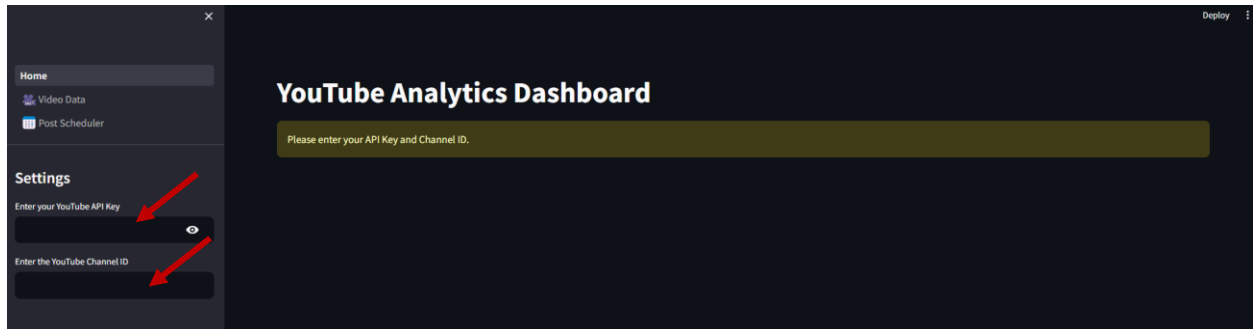 Deploy
Home
Video Data
Post Scheduler
Settings
Enter your YouTube API Key
Enter the YouTube Channel ID
YouTube Analytics Dashboard
Please enter your API Key and Channel ID.